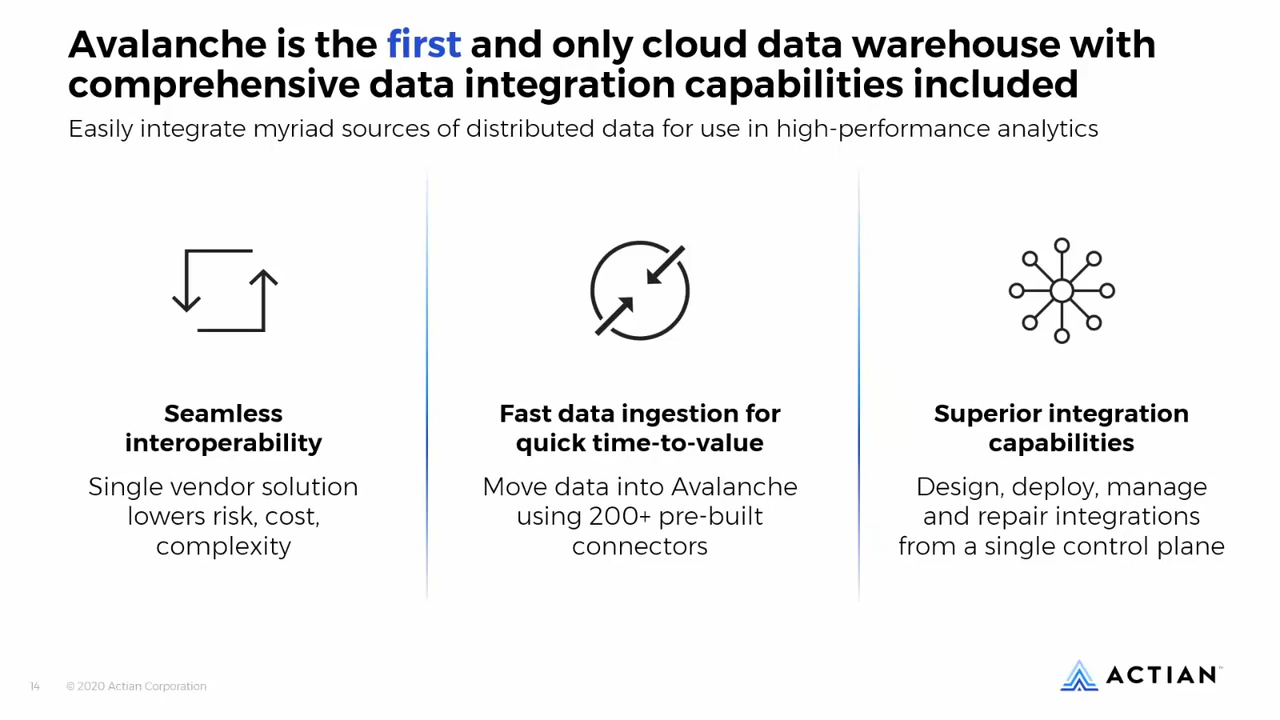 Avalanche is the first and only cloud data warehouse with
comprehensive data integration capabilities included
Easily integrate myriad sources of distributed data for use in high-performance analytics
Seamless
interoperability
Single vendor solution
lowers risk, cost,
complexity
Fast data ingestion for
quick time-to-value
Move data into Avalanche
using 200+ pre-built
connectors
Superior integration
capabilities
Design, deploy, manage
and repair integrations
from a single control plane
14 © 2020 Actian Corporation
ACTIAN™